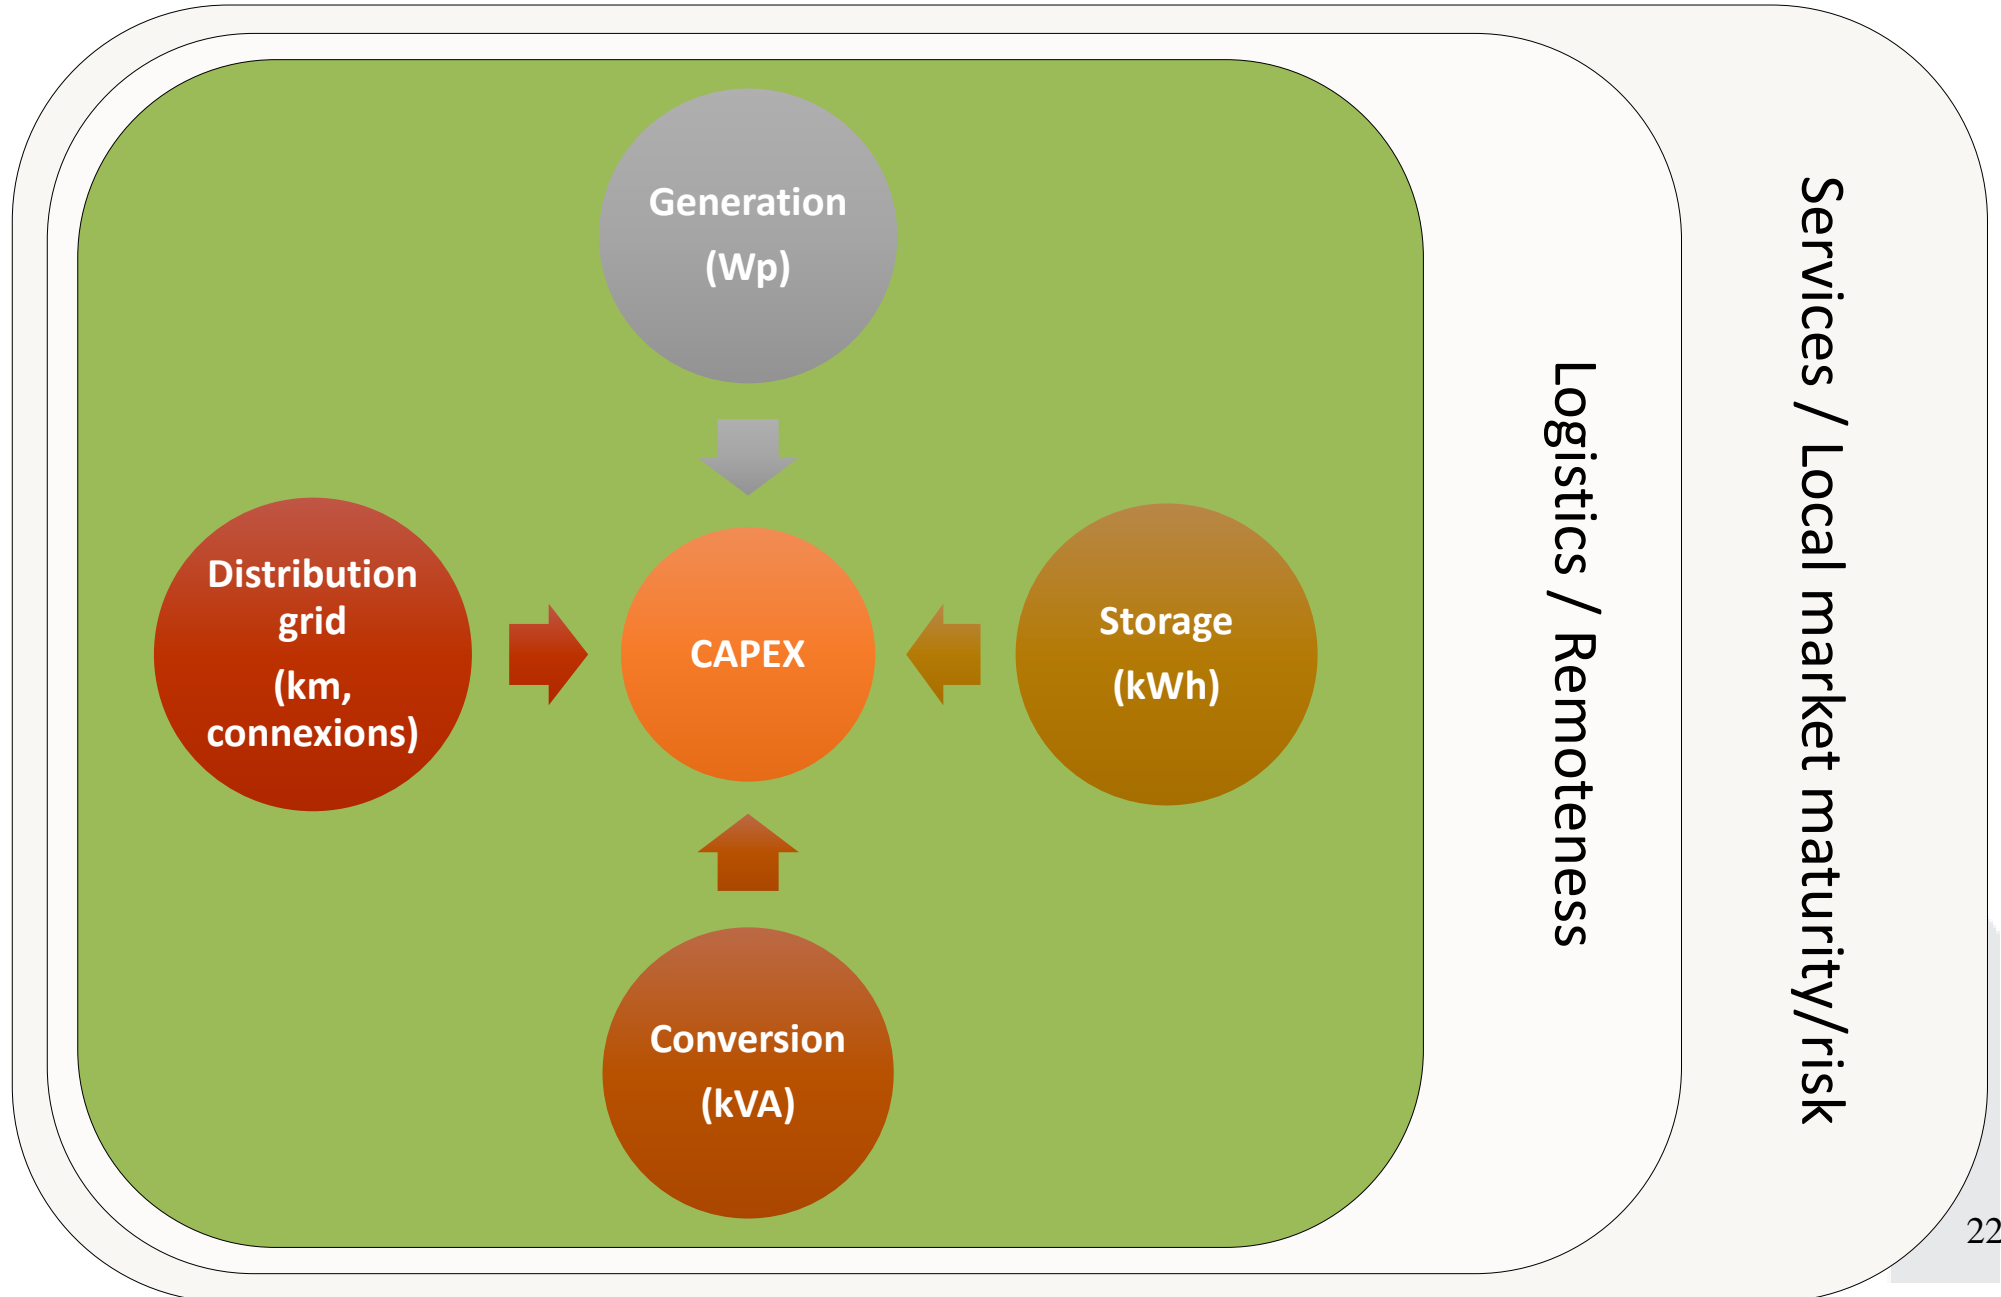 Generation
(Wp)
Distribution
grid
(km,
connexions)
CAPEX
Storage
(kWh)
Conversion
(kVA)
Logistics / Remoteness
Services / Local market maturity/risk
22